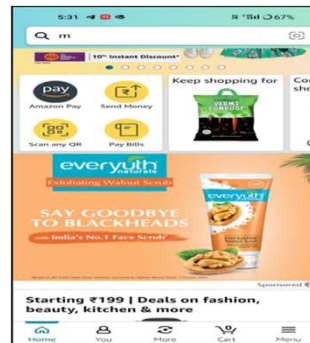 5:31
67%
m
10% Instant Discount*
pay
Amazon Pay
Send Money
Scan any QR
Pay Bills
Keep shopping for
VERMI
COMPOST
Co
sho
everyuth
naturals
Exfoliating Walnut Scrub
SAY GOODBYE
TO BLACKHEADS
with India's No.1 Face Scrub*
everyuth
Sponsored
Starting ₹199 | Deals on fashion,
beauty, kitchen & more
Home
You
More
Cart
Menu